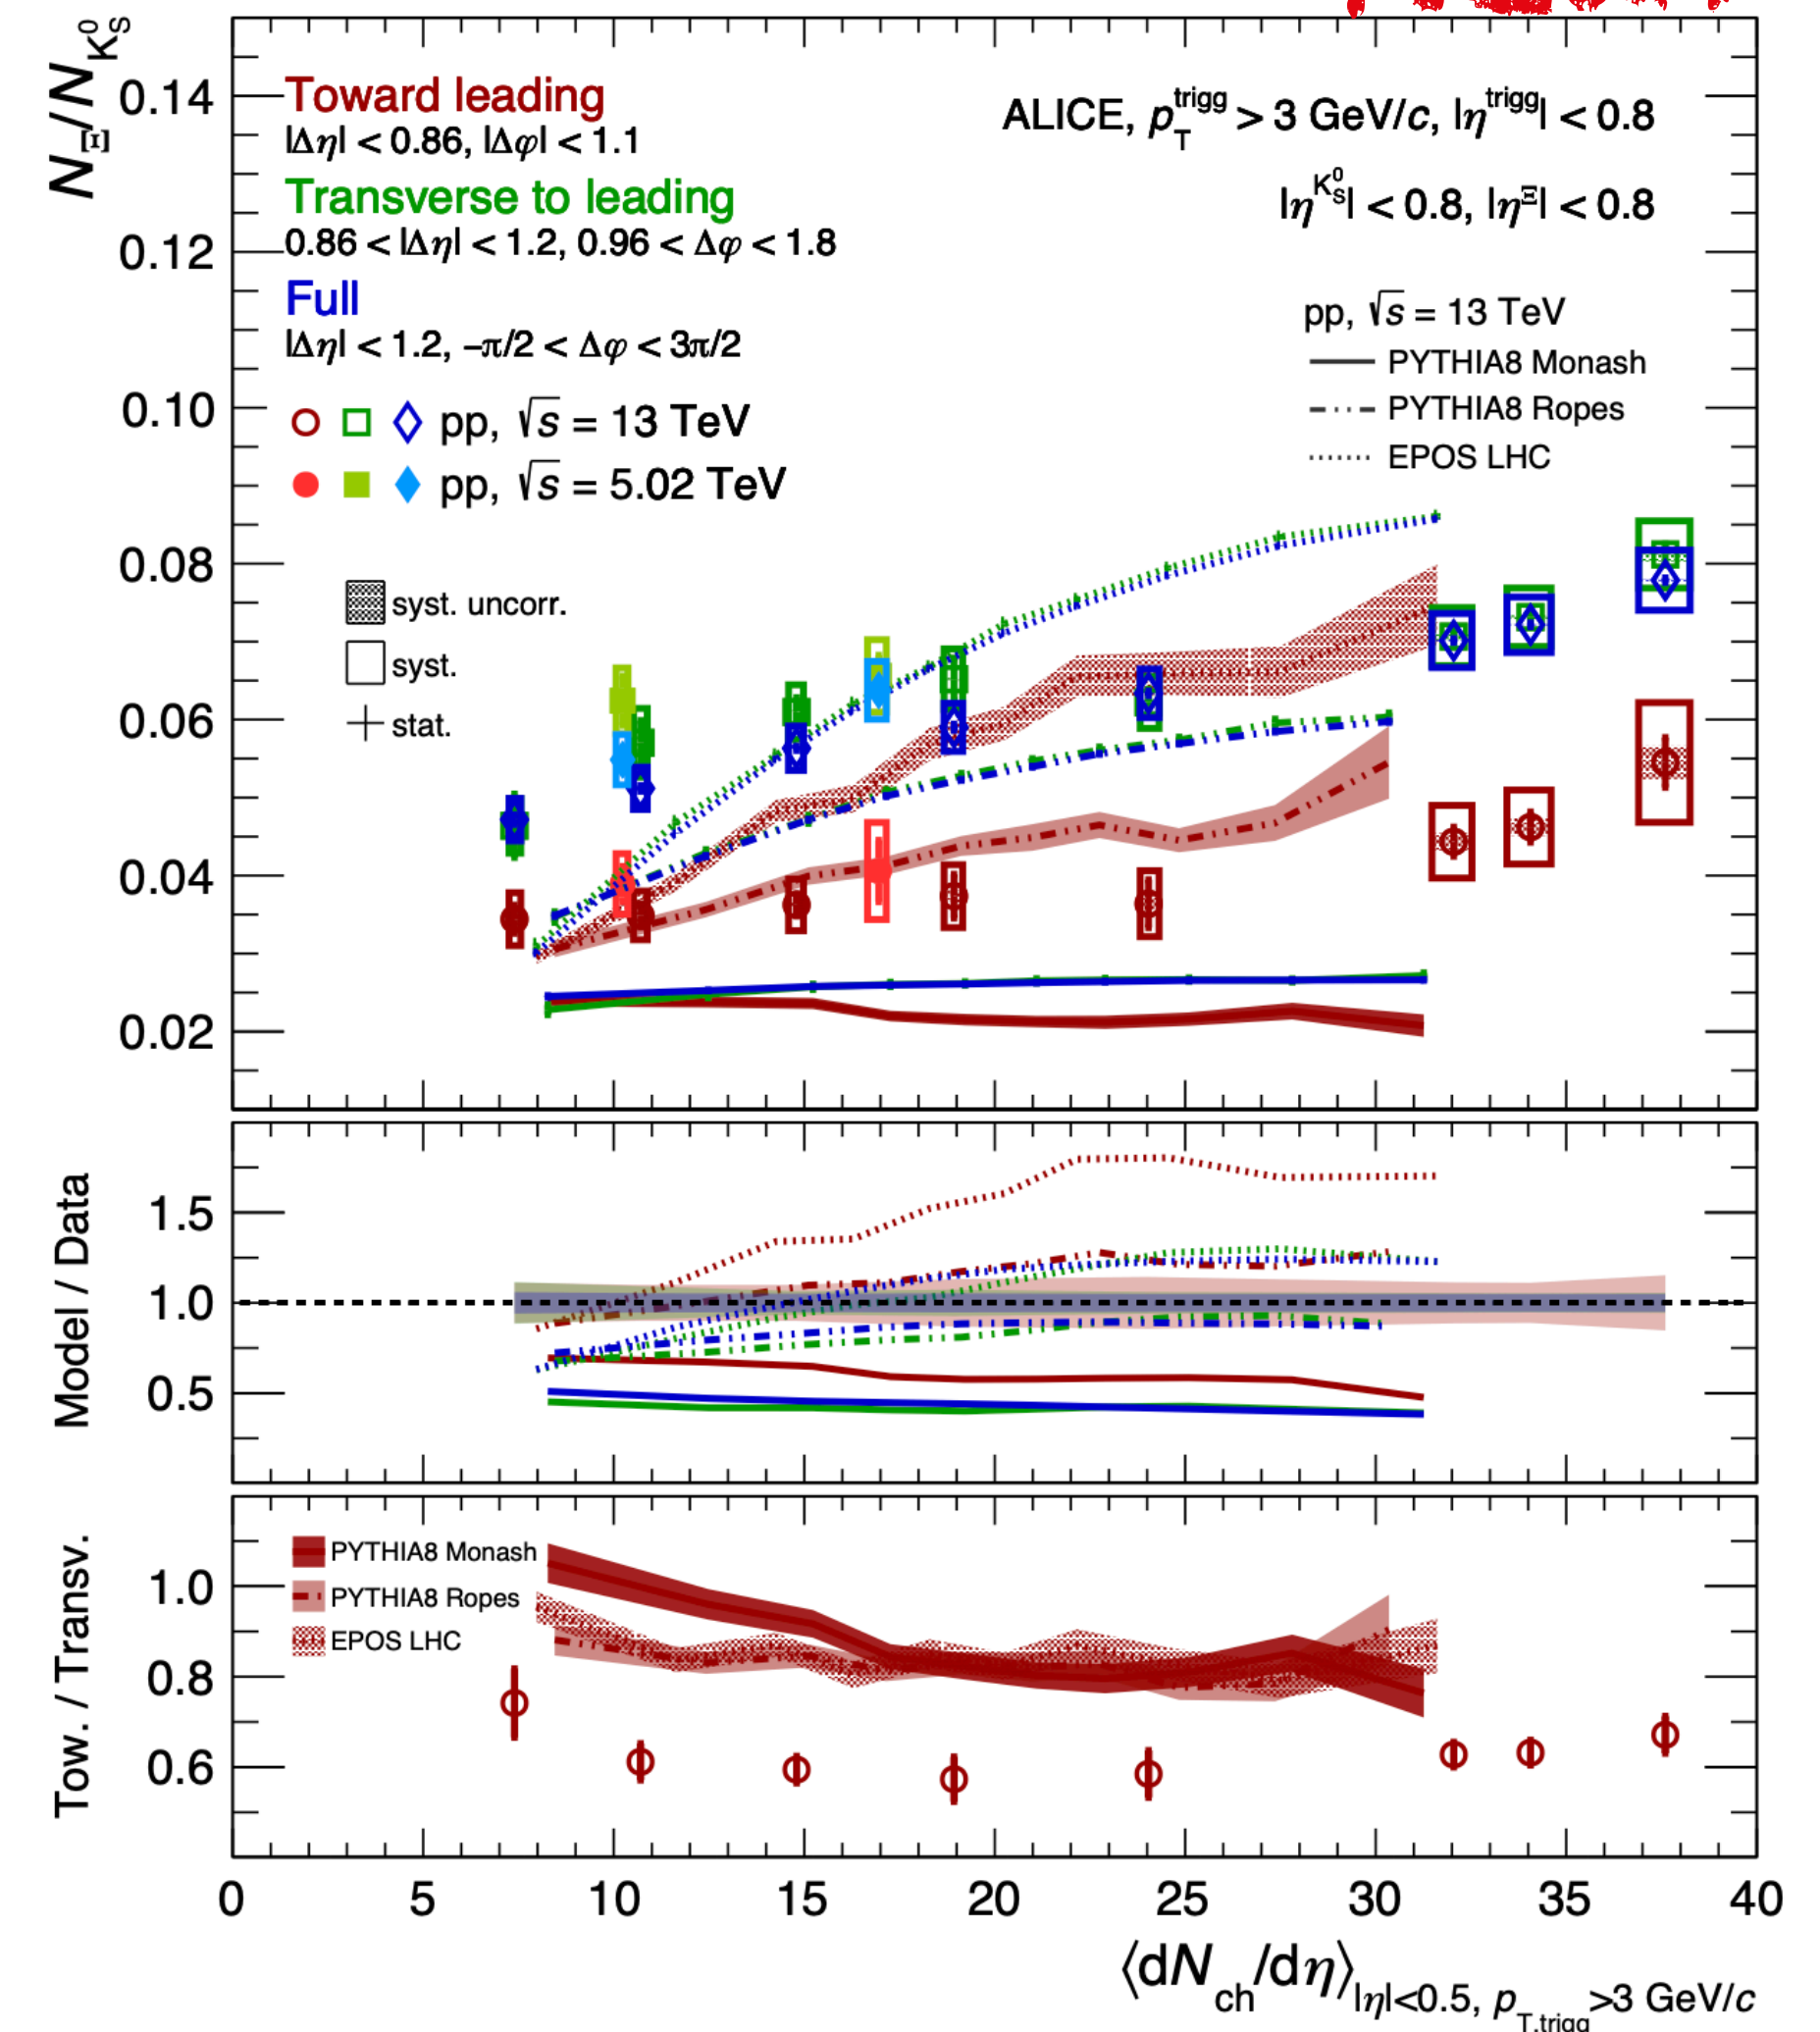 N_Ξ/N_{K^0_S}
0.14
0.12
0.10
0.08
0.06
0.04
0.02
Toward leading
|Δη| < 0.86, |Δφ| < 1.1
Transverse to leading
0.86 < |Δη| < 1.2, 0.96 < Δφ < 1.8
Full
|Δη| < 1.2, −π/2 < Δφ < 3π/2
pp, √s = 13 TeV
pp, √s = 5.02 TeV
syst. uncorr.
syst.
stat.
ALICE, p_T^trigg > 3 GeV/c, |η^trigg| < 0.8
|η^{K^0_S}| < 0.8, |η^Ξ| < 0.8
pp, √s = 13 TeV
PYTHIA8 Monash
PYTHIA8 Ropes
EPOS LHC
Model / Data
1.5
1.0
0.5
Tow. / Transv.
1.0
0.8
0.6
PYTHIA8 Monash
PYTHIA8 Ropes
EPOS LHC
0 5 10 15 20 25 30 35 40
⟨dN_ch/dη⟩_{|η|<0.5, p_{T,trigg}>3 GeV/c}